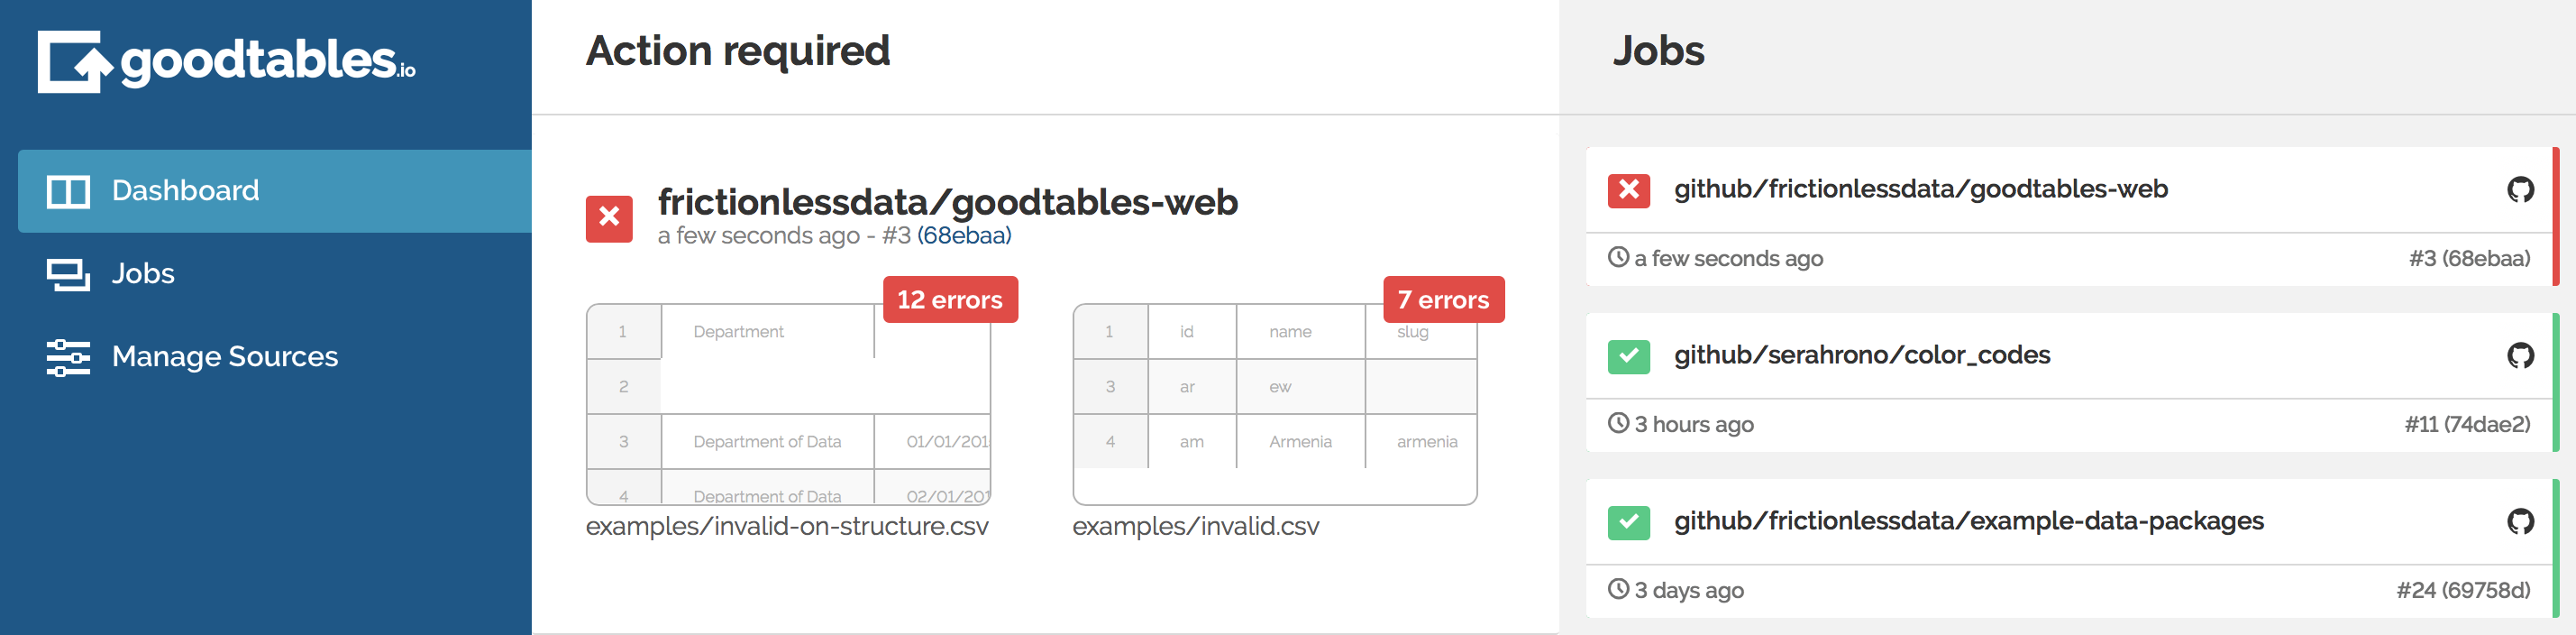 goodtables.io
Dashboard
Jobs
Manage Sources
Action required
frictionlessdata/goodtables-web
a few seconds ago - #3 (68ebaa)
12 errors
1 Department
2
3 Department of Data 01/01/201
4 Department of Data 02/01/201
examples/invalid-on-structure.csv
7 errors
1 id name slug
3 ar ew
4 am Armenia armenia
examples/invalid.csv
Jobs
github/frictionlessdata/goodtables-web
a few seconds ago #3 (68ebaa)
github/serahrono/color_codes
3 hours ago #11 (74dae2)
github/frictionlessdata/example-data-packages
3 days ago #24 (69758d)